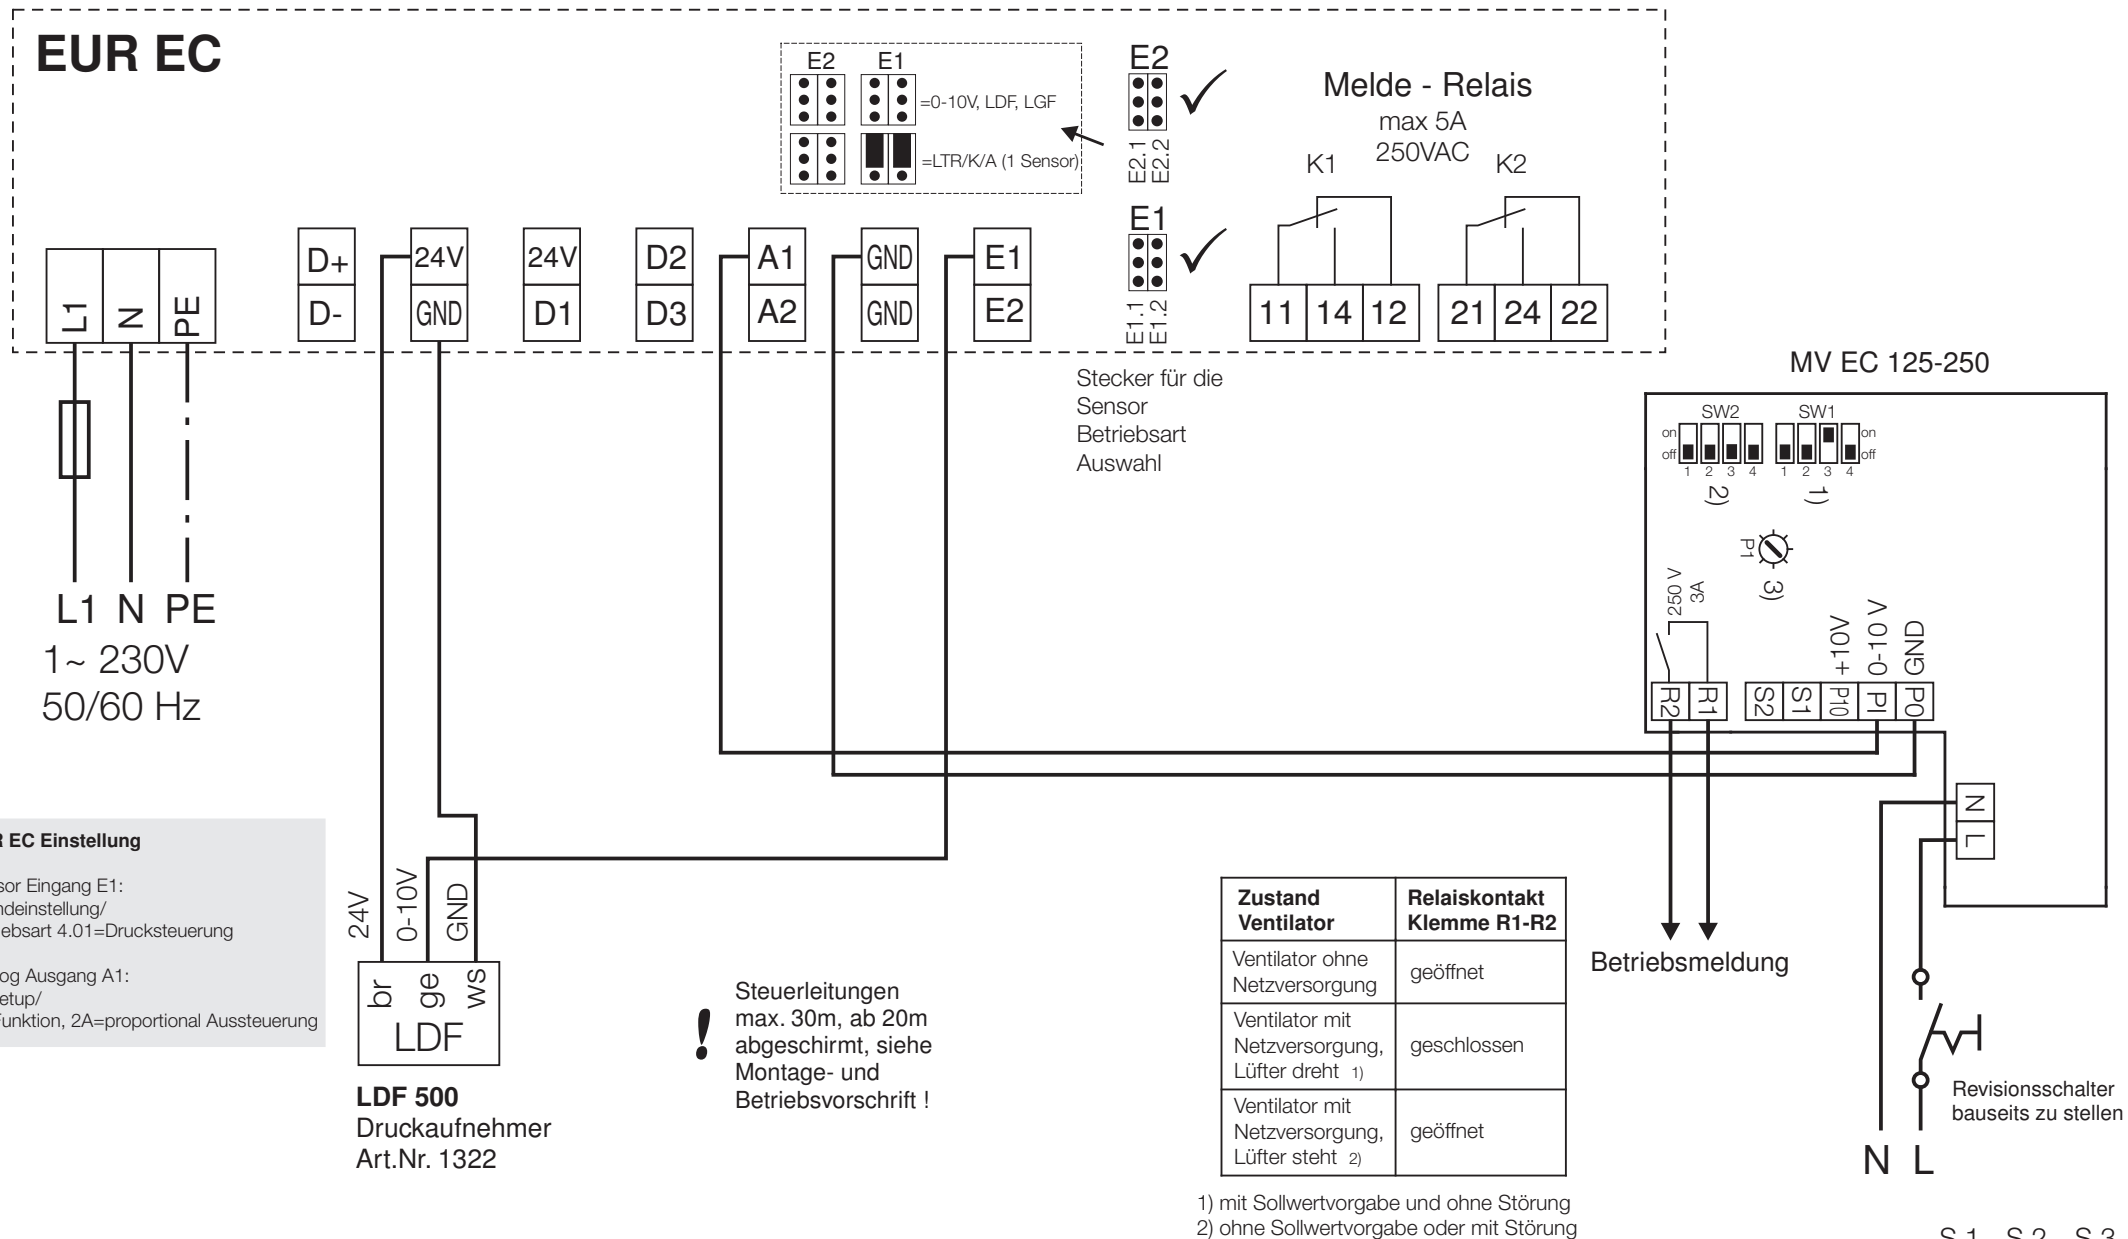 EUR EC
E2 E1
=0-10V, LDF, LGF
=LTR/K/A (1 Sensor)
E2
E2.1
E2.2
E1
E1.1
E1.2
Melde - Relais
max 5A
250VAC
K1 K2
L1 N PE
D+ 24V 24V D2 A1 GND E1
D- GND D1 D3 A2 GND E2
11 14 12 21 24 22
Stecker für die
Sensor
Betriebsart
Auswahl
L1 N PE
1~ 230V
50/60 Hz
MV EC 125-250
SW2 SW1
on on
off off
1 2 3 4 1 2 3 4
2) 1)
P1
3)
250 V
3A
+10V
0-10 V
GND
R2 R1 S2 S1 P10 PI P0
N
L
EC Einstellung
Eingang E1:
4.01=Drucksteuerung
Ausgang A1:
2A=proportional Aussteuerung
24V
0-10V
GND
br ge ws
LDF
LDF 500
Druckaufnehmer
Art.Nr. 1322
!
Steuerleitungen
max. 30m, ab 20m
abgeschirmt, siehe
Montage- und
Betriebsvorschrift !
Zustand Relaiskontakt
Ventilator Klemme R1-R2
Ventilator ohne
Netzversorgung
geöffnet
Ventilator mit
Netzversorgung,
Lüfter dreht 1)
geschlossen
Ventilator mit
Netzversorgung,
Lüfter steht 2)
geöffnet
1) mit Sollwertvorgabe und ohne Störung
2) ohne Sollwertvorgabe oder mit Störung
Betriebsmeldung
Revisionsschalter
bauseits zu stellen
N L